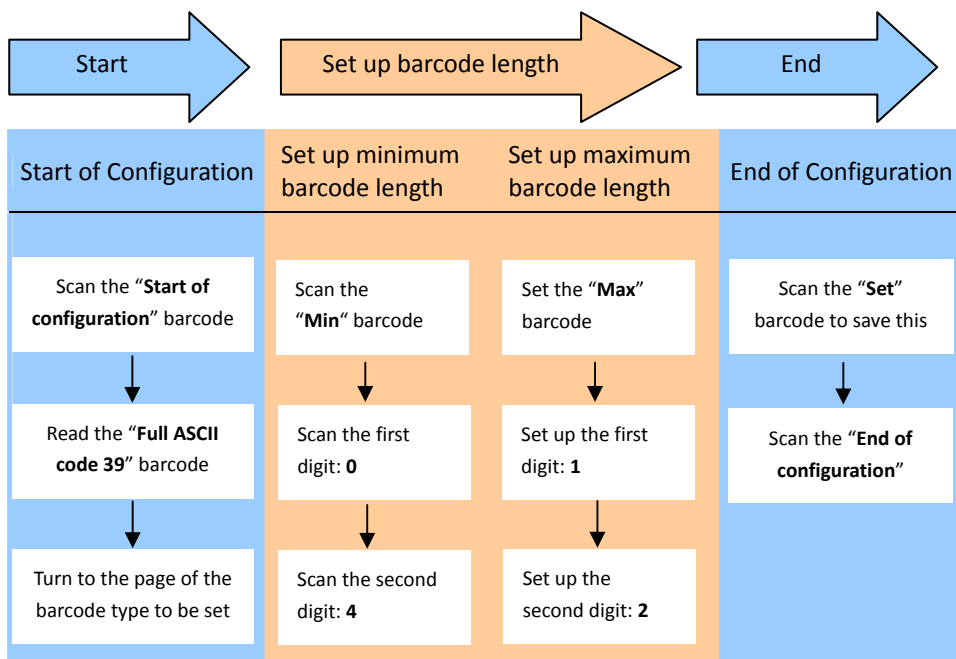 Start
Set up barcode length
End
Start of Configuration
Set up minimum
barcode length
Set up maximum
barcode length
End of Configuration
Scan the “Start of
configuration” barcode
Read the “Full ASCII
code 39” barcode
Turn to the page of the
barcode type to be set
Scan the
“Min“ barcode
Scan the first
digit: 0
Scan the second
digit: 4
Set the “Max”
barcode
Set up the first
digit: 1
Set up the
second digit: 2
Scan the “Set”
barcode to save this
Scan the “End of
configuration”